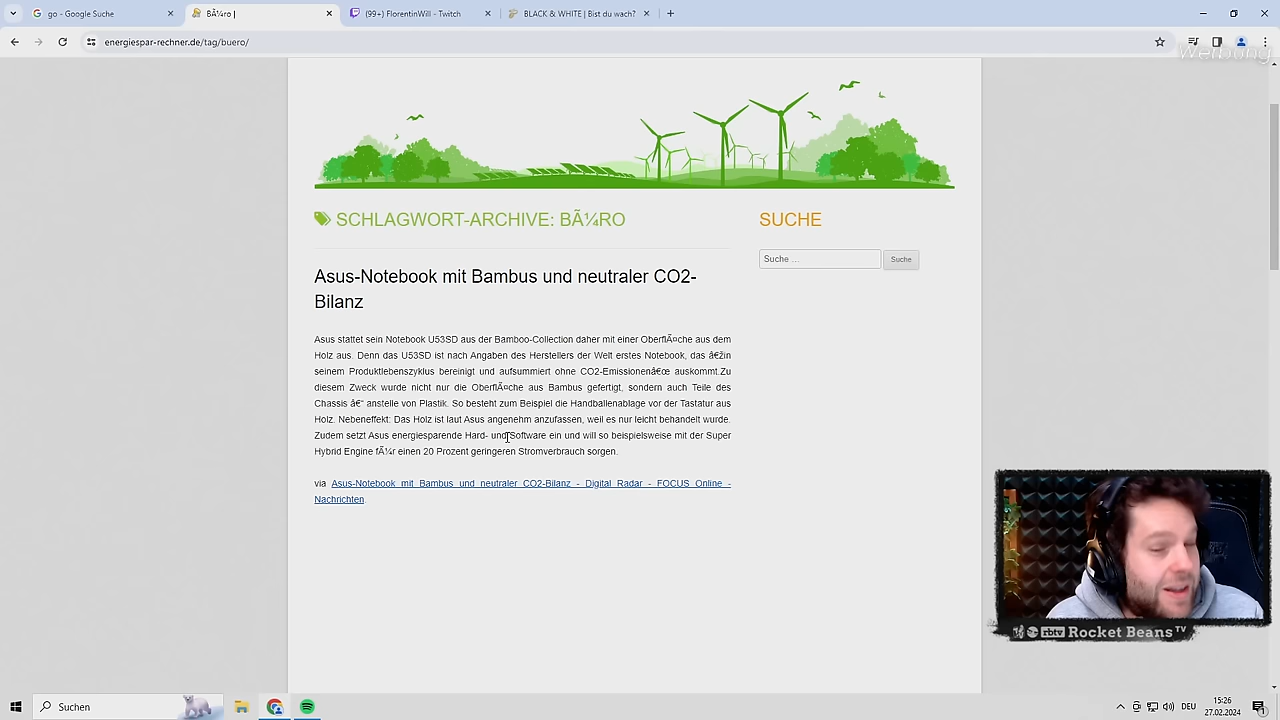 go - Google Suche
BÃ¼ro |
(99+) FlorentinWill - Twitch
BLACK & WHITE | Bist du wach?
energiespar-rechner.de/tag/buero/
Werbung
SCHLAGWORT-ARCHIVE: BÃ¼RO
SUCHE
Suche …
Suche
Asus-Notebook mit Bambus und neutraler CO2-
Bilanz
Asus stattet sein Notebook U53SD aus der Bamboo-Collection daher mit einer OberflÃ¤che aus dem
Holz aus. Denn das U53SD ist nach Angaben des Herstellers der Welt erstes Notebook, das â€žin
seinem Produktlebenszyklus bereinigt und aufsummiert ohne CO2-Emissionenâ€œ auskommt.Zu
diesem Zweck wurde nicht nur die OberflÃ¤che aus Bambus gefertigt, sondern auch Teile des
Chassis â€“ anstelle von Plastik. So besteht zum Beispiel die Handballenablage vor der Tastatur aus
Holz. Nebeneffekt: Das Holz ist laut Asus angenehm anzufassen, weil es nur leicht behandelt wurde.
Zudem setzt Asus energiesparende Hard- und Software ein und will so beispielsweise mit der Super
Hybrid Engine fÃ¼r einen 20 Prozent geringeren Stromverbrauch sorgen.
via Asus-Notebook mit Bambus und neutraler CO2-Bilanz - Digital Radar - FOCUS Online -
Nachrichten.
rbtv Rocket Beans TV
Suchen
DEU
15:26
27.02.2024